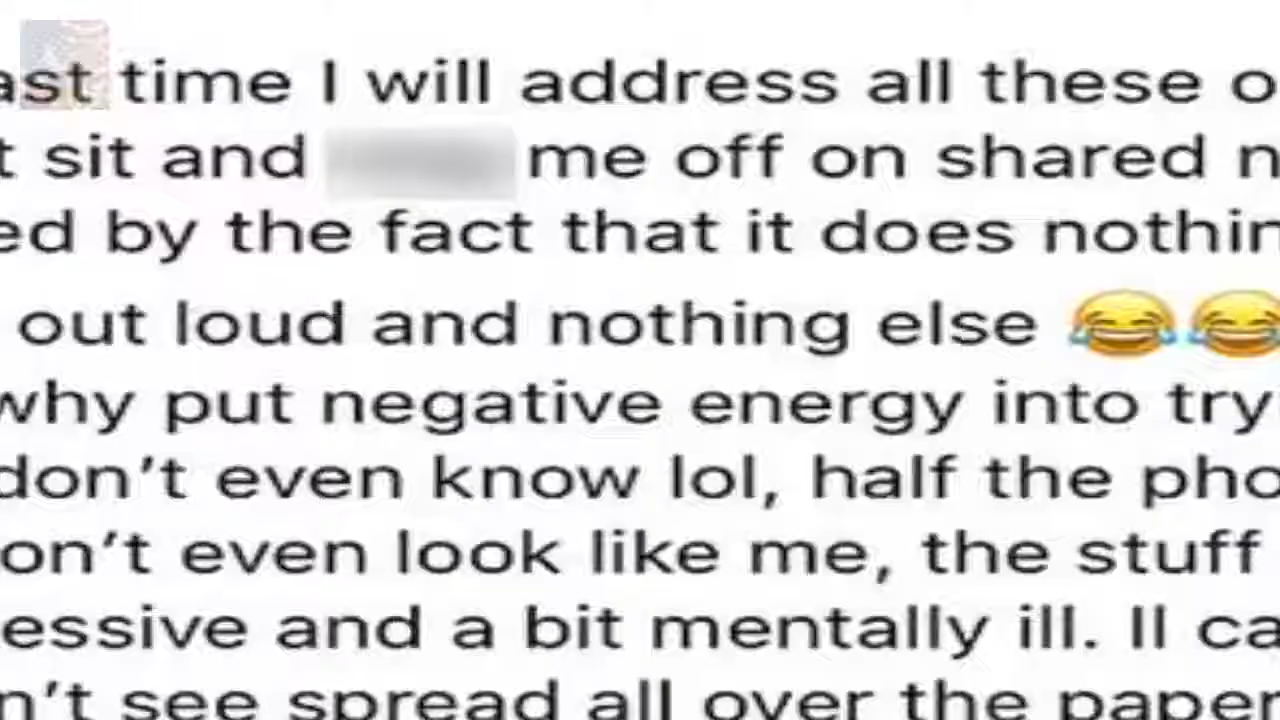 ast time I will address all these o
t sit and me off on shared n
ed by the fact that it does nothin
out loud and nothing else 😂😂
why put negative energy into try
don't even know lol, half the pho
on't even look like me, the stuff
essive and a bit mentally ill. Il ca
n't see spread all over the paper